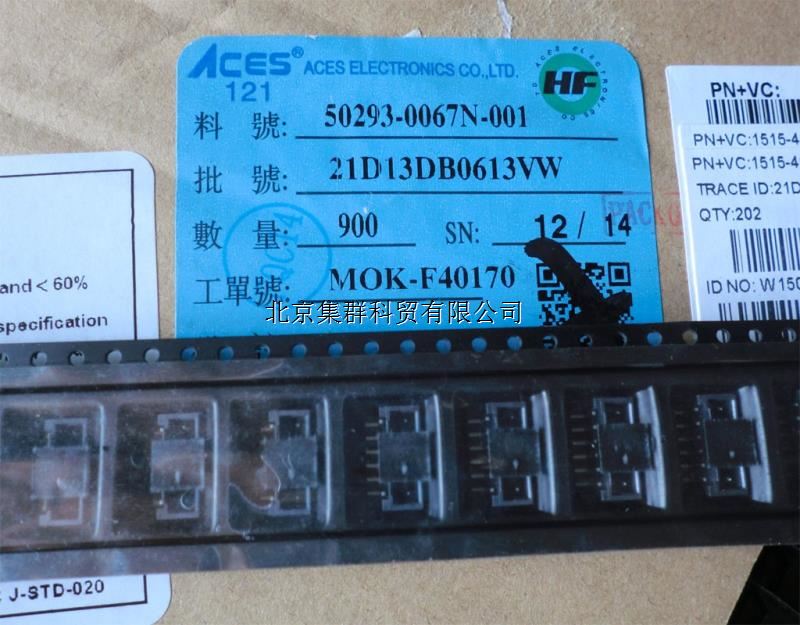 ACES® ACES ELECTRONICS CO.,LTD.
HF
121
料 號: 50293-0067N-001
批 號: 21D13DB0613VW
數 量: 900 SN: 12 / 14
工單號: MOK-F40170
北京集群科贸有限公司
and < 60%
specification
J-STD-020
PN+VC:
PN+VC:1515-4
PN+VC:1515-4
TRACE ID:21D
QTY:202
ID NO: W150